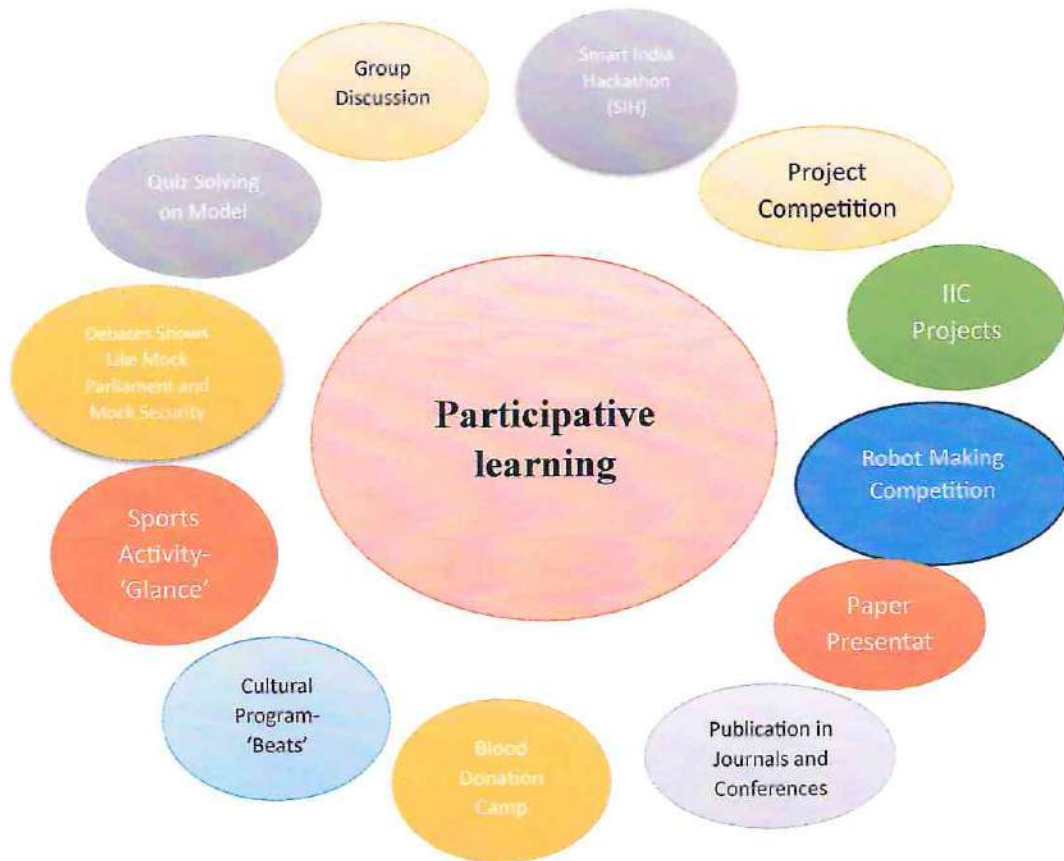 Participative
learning
Smart India
Hackathon
(SIH)
Project
Competition
IIC
Projects
Robot Making
Competition
Paper
Presentat
Publication in
Journals and
Conferences
Blood
Donation
Camp
Cultural
Program-
'Beats'
Sports
Activity-
‘Glance’
Debates Shows
Like Mock
Parliament and
Mock Security
Quiz Solving
on Model
Group
Discussion